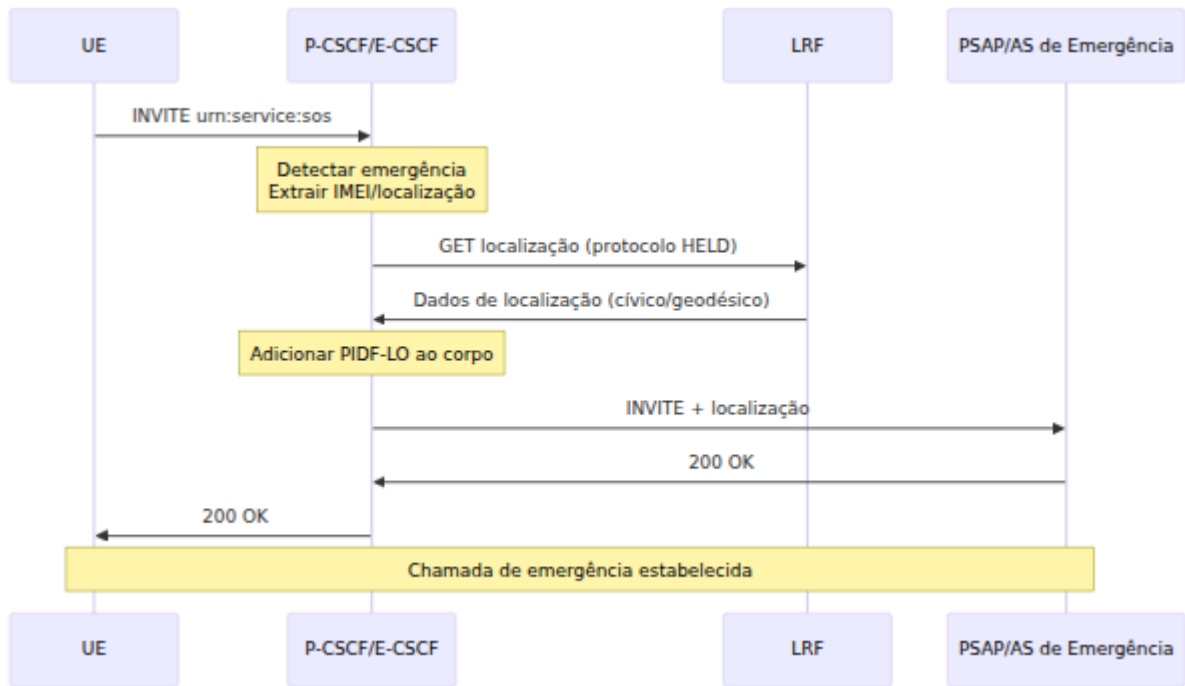 UE
P-CSCF/E-CSCF
LRF
PSAP/AS de Emergência
INVITE urn:service:sos
Detectar emergência
Extrair IMEI/localização
GET localização (protocolo HELD)
Dados de localização (cívico/geodésico)
Adicionar PIDF-LO ao corpo
INVITE + localização
200 OK
200 OK
Chamada de emergência estabelecida
UE
P-CSCF/E-CSCF
LRF
PSAP/AS de Emergência